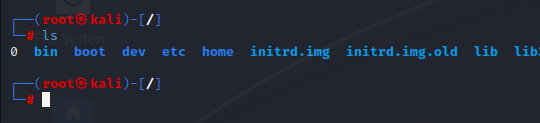 ┌──(root㉿kali)-[/]
└─# ls
0 bin boot dev etc home initrd.img initrd.img.old lib
┌──(root㉿kali)-[/]
└─#